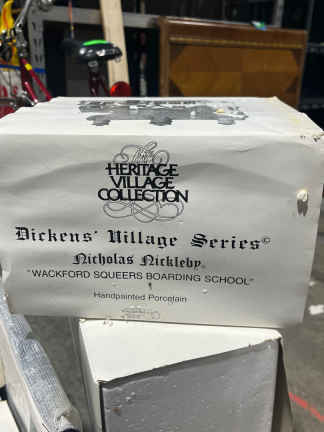 The
HERITAGE
VILLAGE
COLLECTION
Dickens' Village Series©
Nicholas Nickleby®
"WACKFORD SQUEERS BOARDING SCHOOL"
Handpainted Porcelain